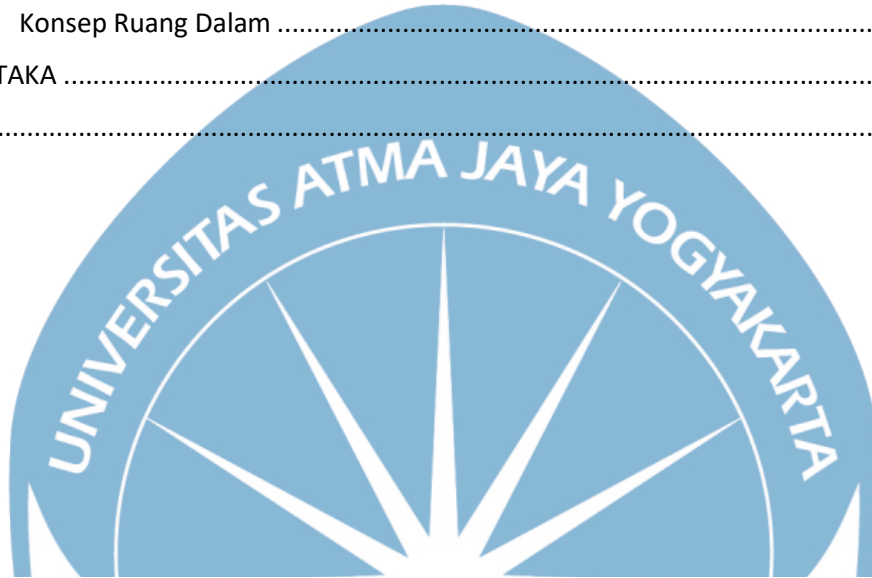 Konsep Ruang Dalam ................................................................................
TAKA ................................................................................................................
................................................................................................................
UNIVERSITAS ATMA JAYA YOGYAKARTA